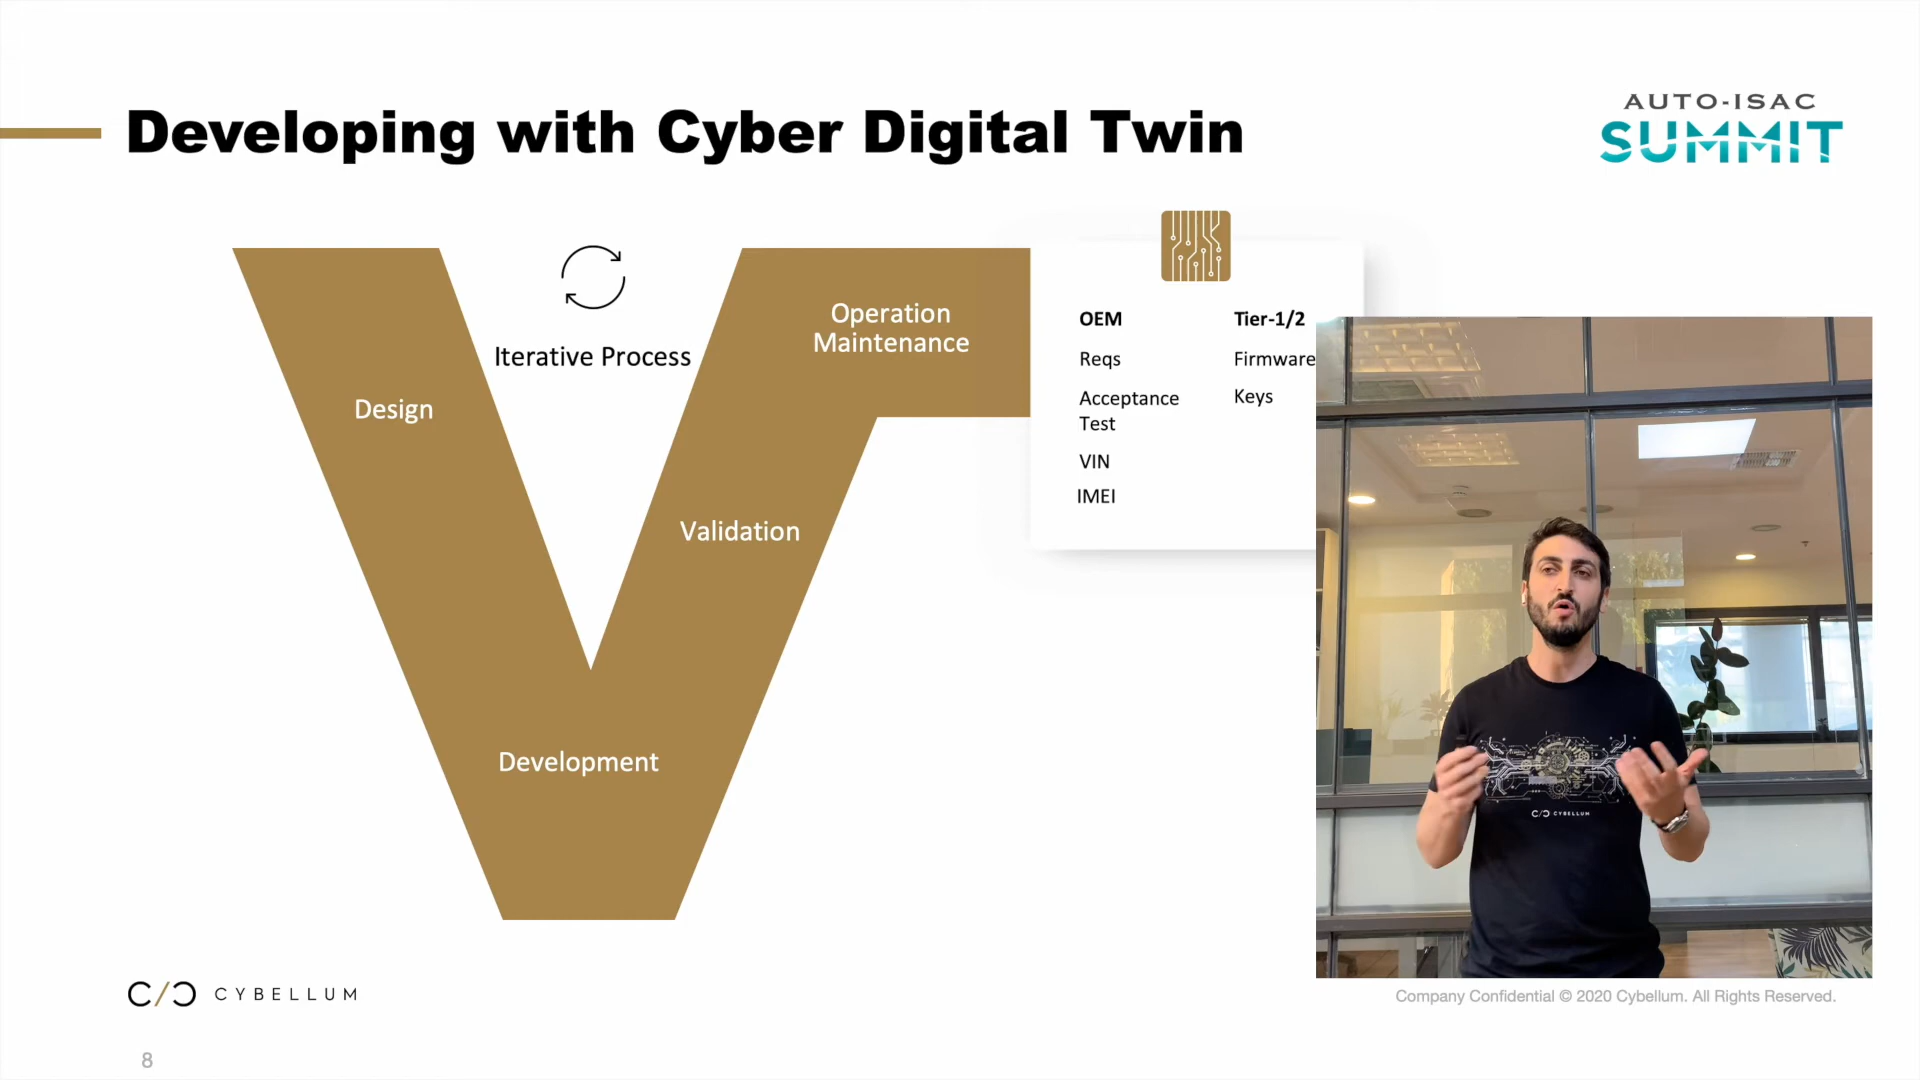 Developing with Cyber Digital Twin
AUTO-ISAC
SUMMIT
Iterative Process
Design
Operation
Maintenance
Validation
Development
OEM
Reqs
Acceptance
Test
VIN
IMEI
Tier-1/2
Firmware
Keys
C/C CYBELLUM
C/C CYBELLUM
Company Confidential © 2020 Cybellum. All Rights Reserved.
8